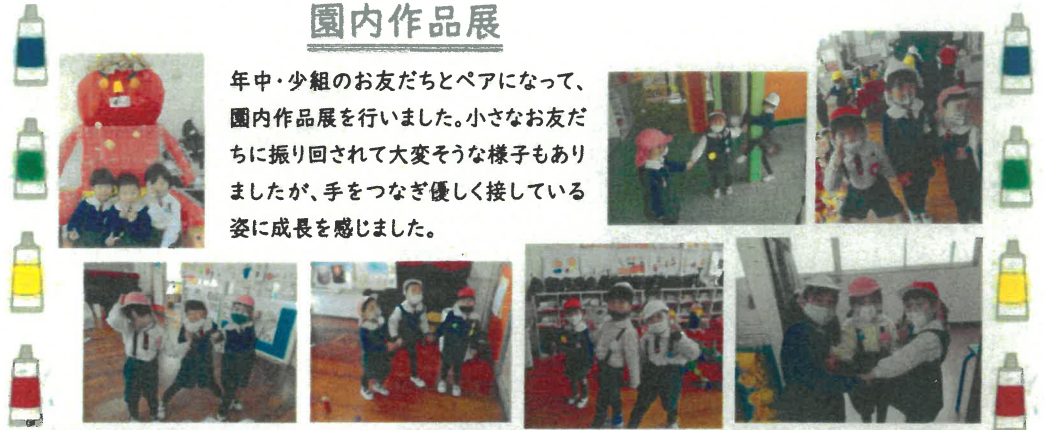 園内作品展
年中・少組のお友だちとペアになって、
園内作品展を行いました。小さなお友だ
ちに振り回されて大変そうな様子もあり
ましたが、手をつなぎ優しく接している
姿に成長を感じました。